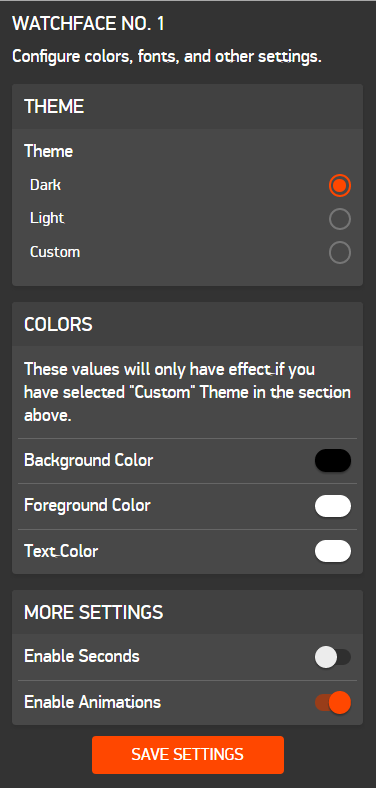 WATCHFACE NO. 1
Configure colors, fonts, and other settings.
THEME
Theme
Dark
Light
Custom
COLORS
These values will only have effect if you
have selected "Custom" Theme in the section
above.
Background Color
Foreground Color
Text Color
MORE SETTINGS
Enable Seconds
Enable Animations
SAVE SETTINGS